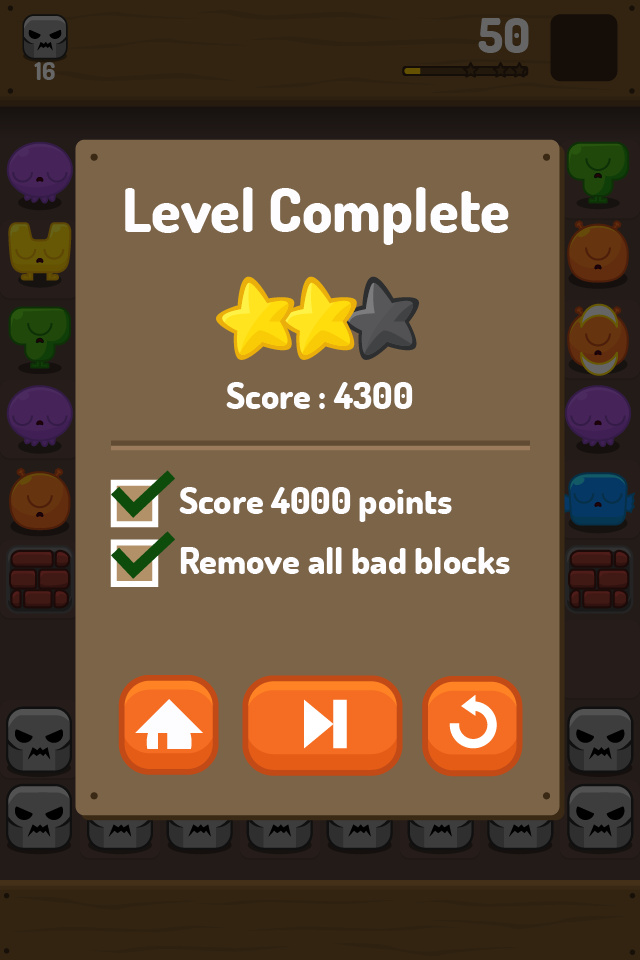 50
16
Level Complete
Score : 4300
Score 4000 points
Remove all bad blocks